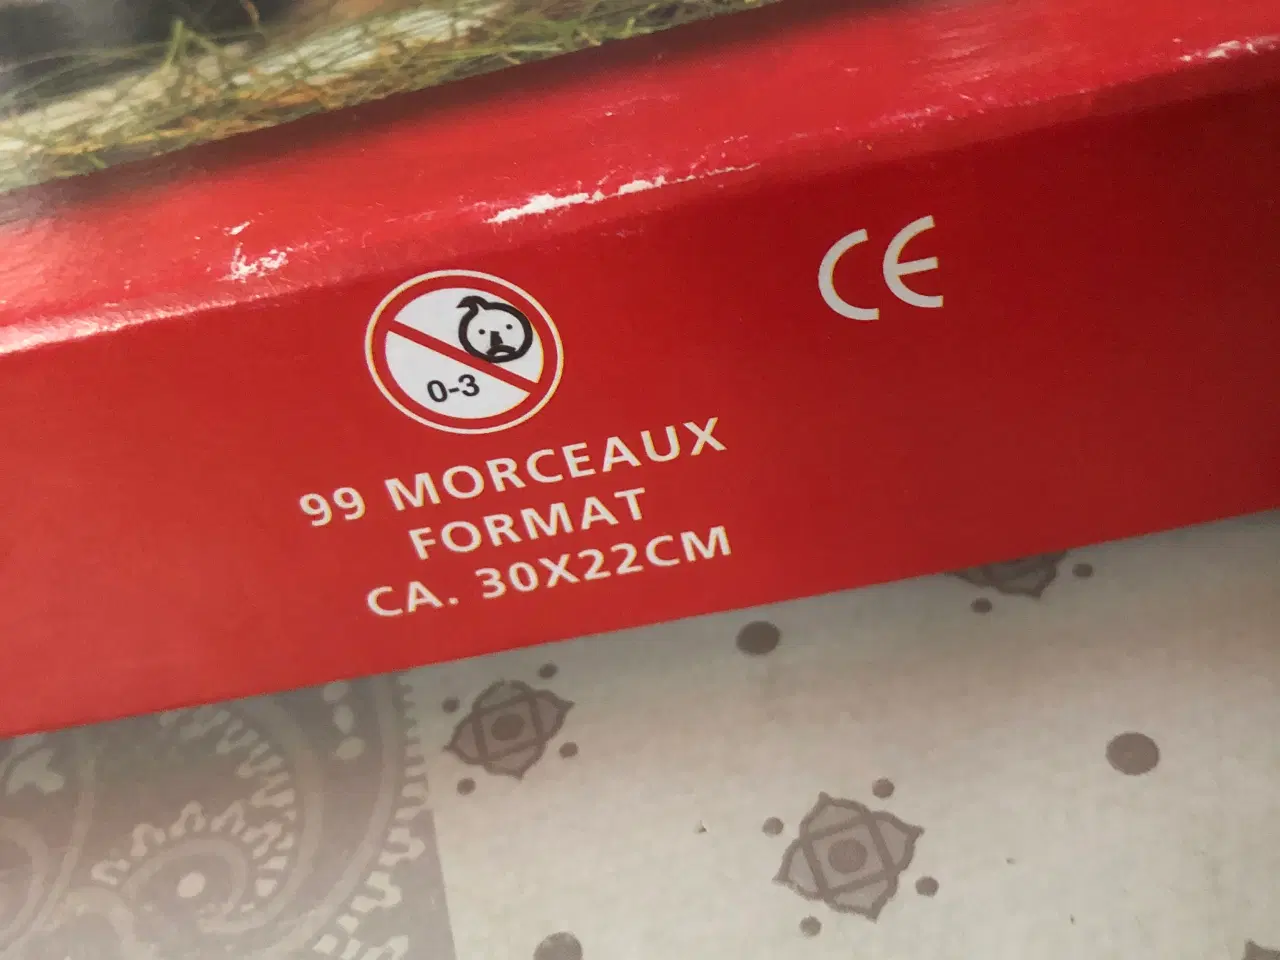 CE
0-3
99 MORCEAUX
FORMAT
CA. 30X22CM